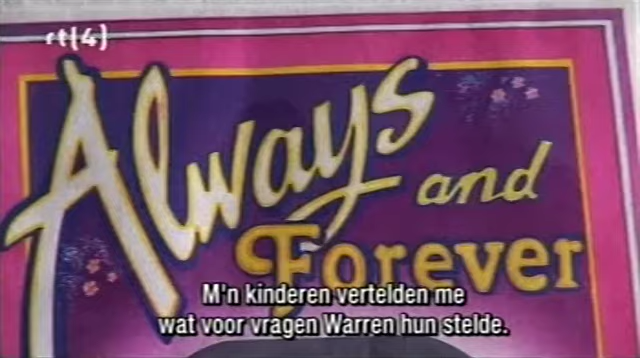 rtl4
Always
and
Forever
M'n kinderen vertelden me
wat voor vragen Warren hun stelde.